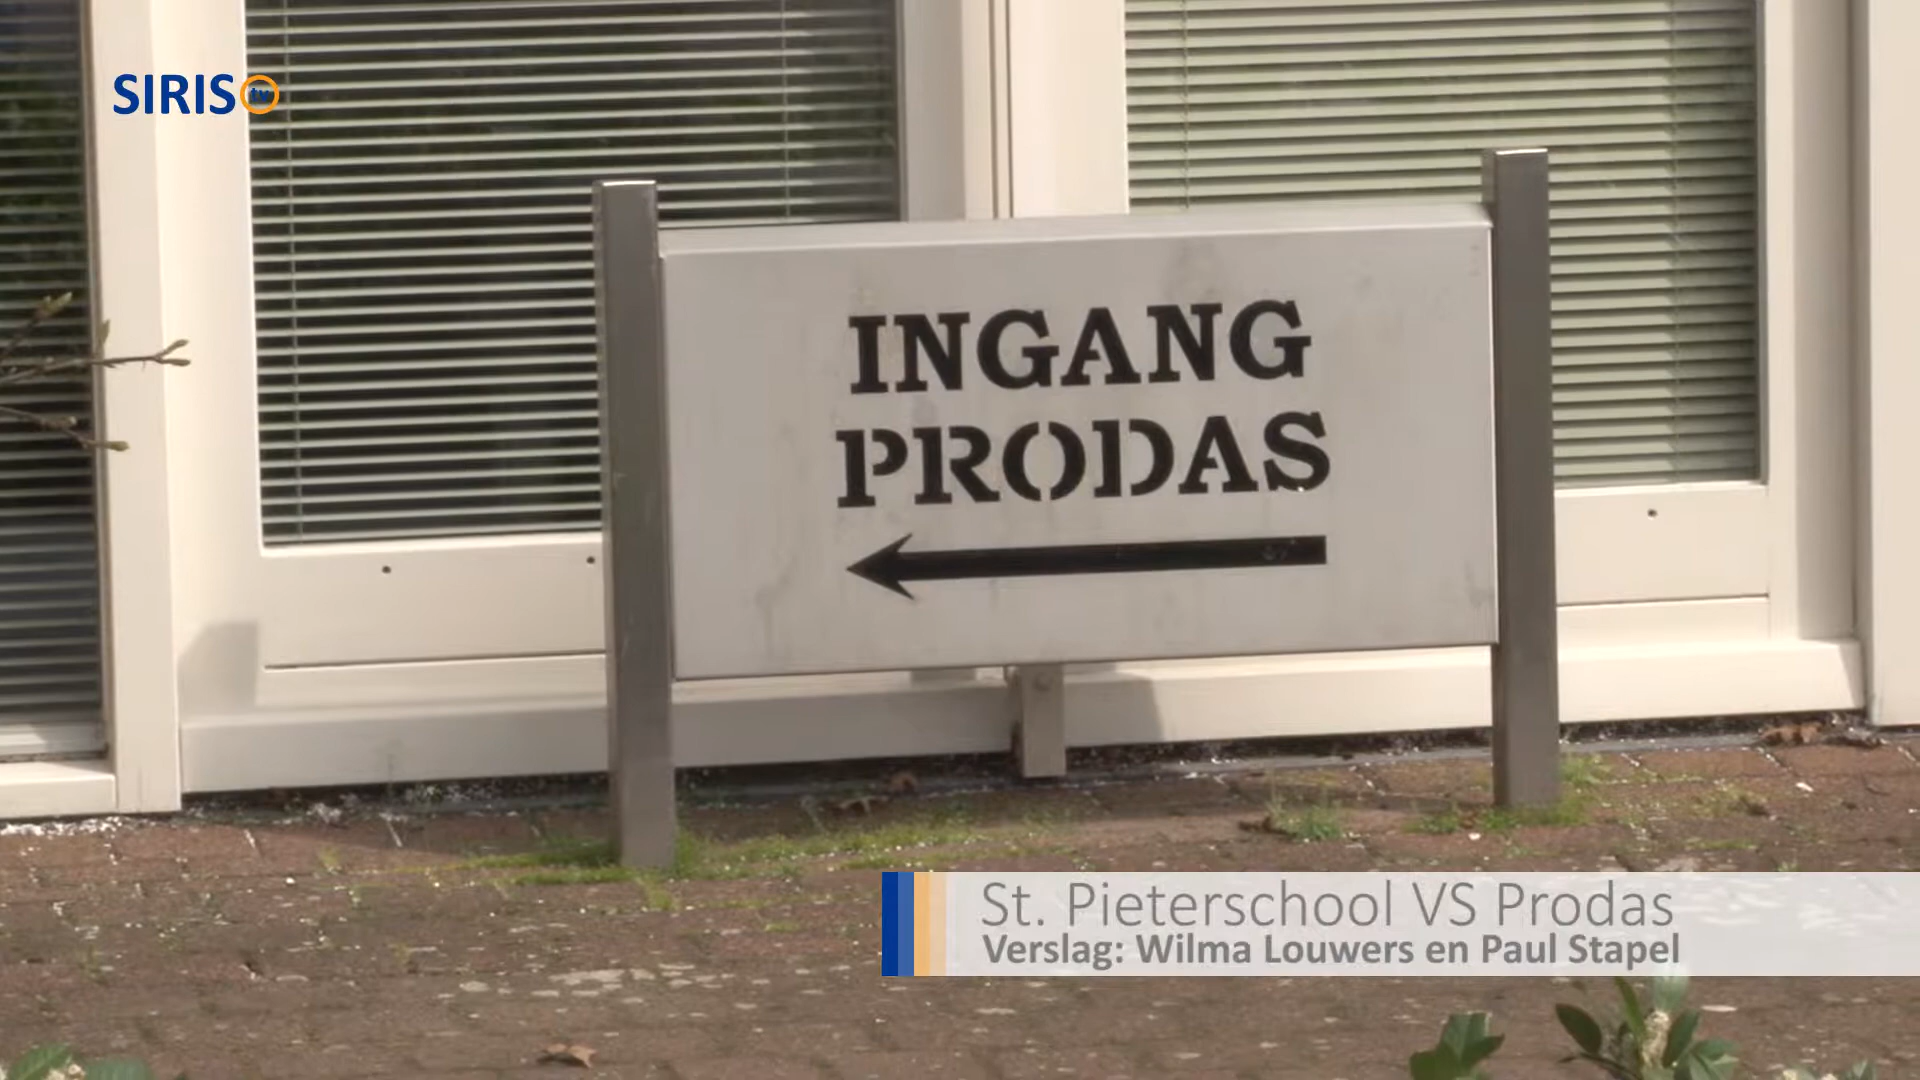 SIRIS tv
INGANG
PRODAS
St. Pieterschool VS Prodas
Verslag: Wilma Louwers en Paul Stapel